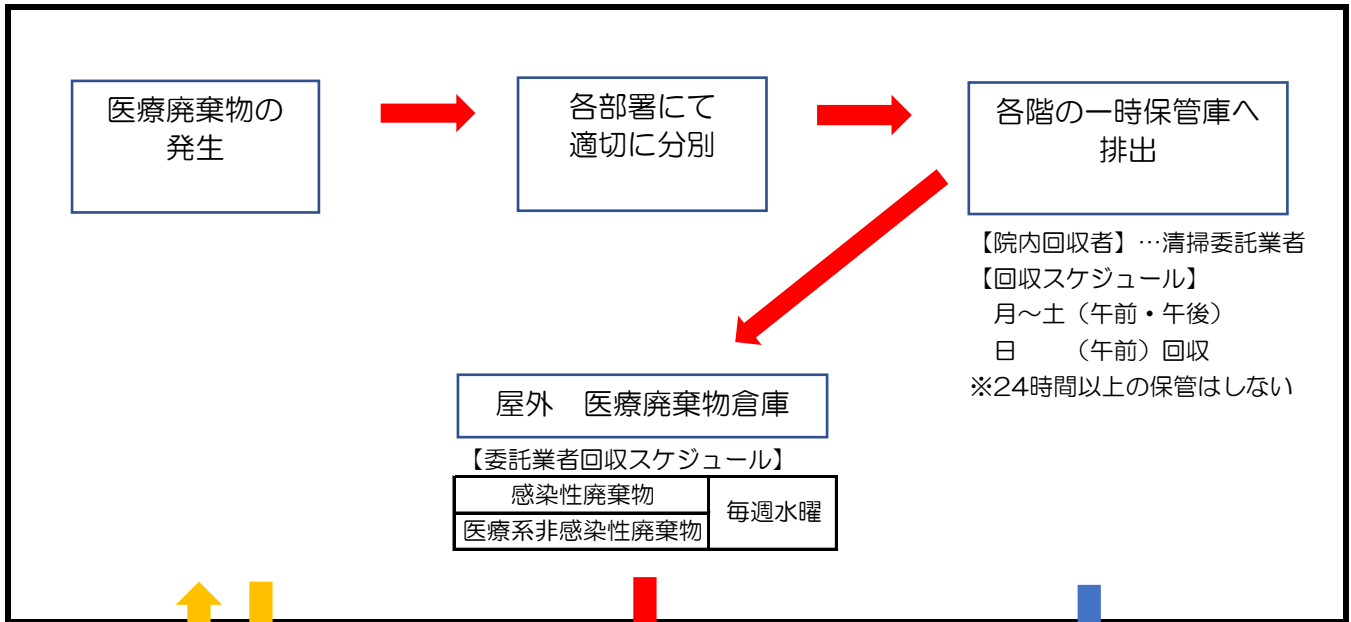 医療廃棄物の
発生
各部署にて
適切に分別
各階の一時保管庫へ
排出
【院内回収者】…清掃委託業者
【回収スケジュール】
月～土（午前・午後）
日　　（午前）回収
※24時間以上の保管はしない
屋外　医療廃棄物倉庫
【委託業者回収スケジュール】
感染性廃棄物
毎週水曜
医療系非感染性廃棄物